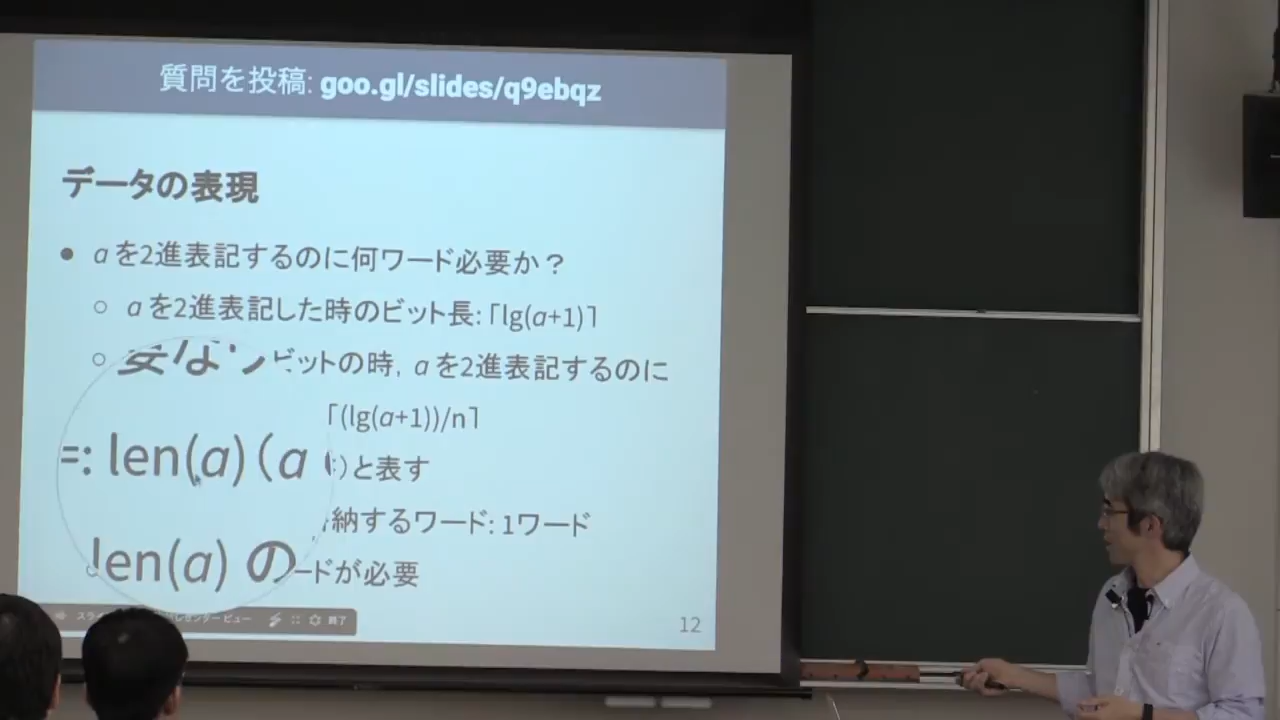 質問を投稿: goo.gl/slides/q9ebqz
データの表現
● a を2進表記するのに何ワード必要か？
○ a を2進表記した時のビット長: ⌈lg(a+1)⌉
○ ビットの時, a を2進表記するのに
⌈(lg(a+1))/n⌉
=: len(a)（a )と表す
納するワード: 1ワード
len(a) の ードが必要
終了
12